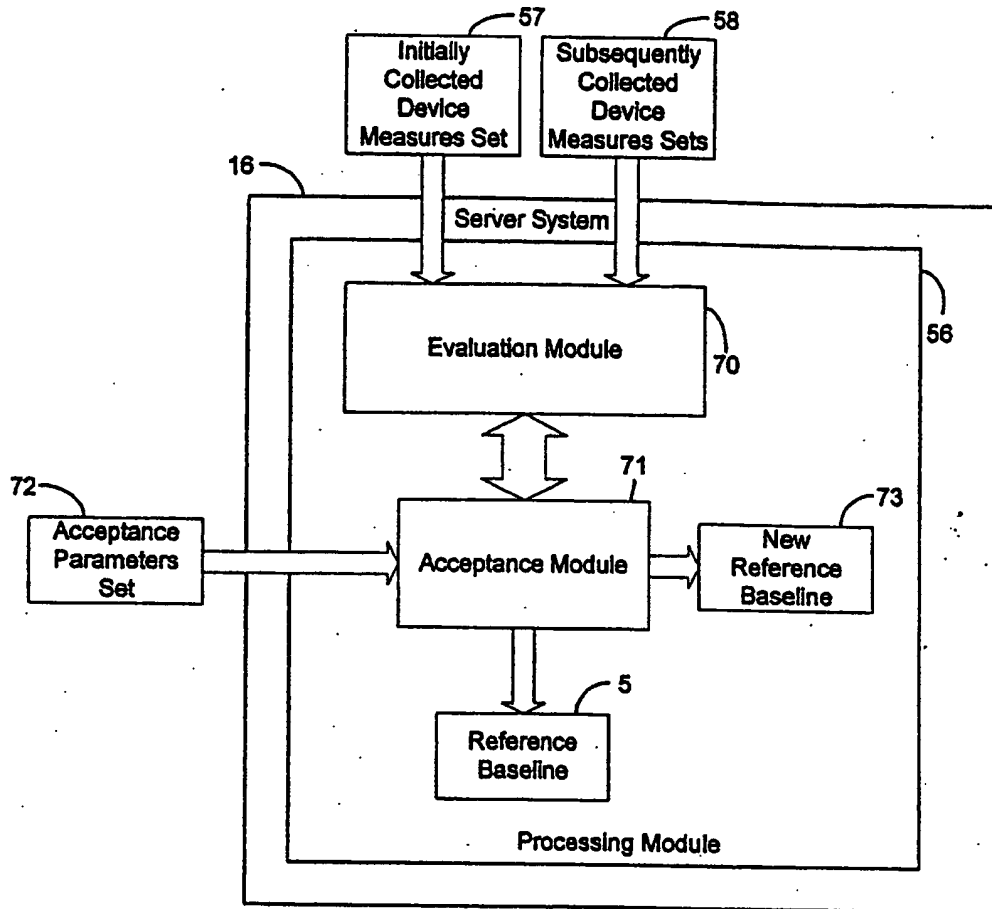 57
58
Initially
Collected
Device
Measures Set
Subsequently
Collected
Device
Measures Sets
16
Server System
56
Evaluation Module
70
71
72
73
Acceptance
Parameters
Set
Acceptance Module
New
Reference
Baseline
5
Reference
Baseline
Processing Module